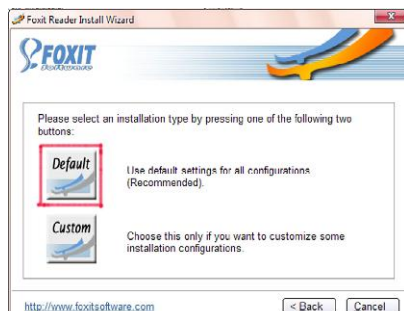 Foxit Reader Install Wizard
FOXIT
Please select an installation type by pressing one of the following two
buttons:
Default
Use default settings for all configurations
(Recommended).
Custom
Choose this only if you want to customize some
installation configurations.
http://www.foxitsoftware.com
< Back
Cancel